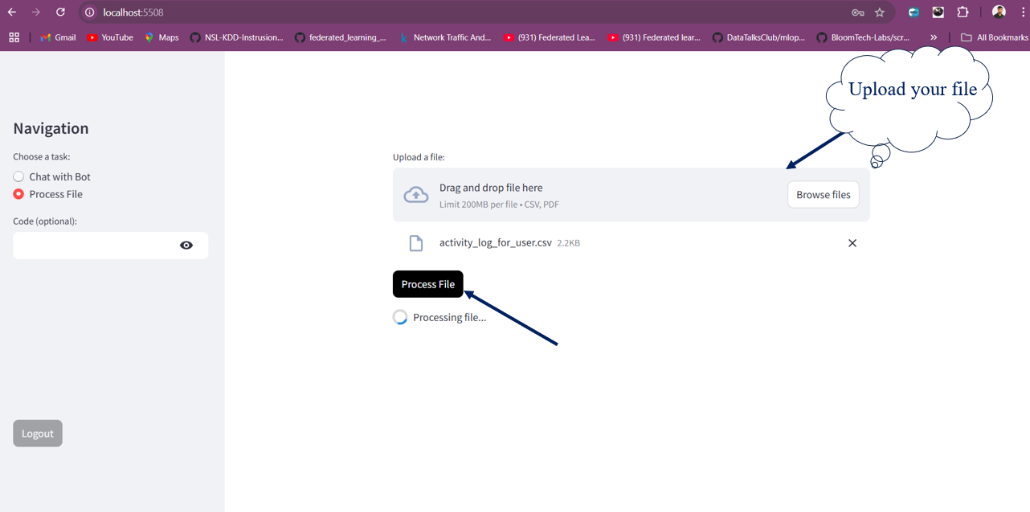 localhost:5508
Gmail
YouTube
Maps
NSL-KDD-Instrusion...
federated_learning_...
Network Traffic And...
(931) Federated Lea...
(931) Federated lear...
DataTalksClub/mlop...
BloomTech-Labs/scr...
»
All Bookmarks
Upload your file
Navigation
Choose a task:
Chat with Bot
Process File
Code (optional):
Logout
Upload a file:
Drag and drop file here
Limit 200MB per file • CSV, PDF
Browse files
activity_log_for_user.csv 2.2KB
Process File
Processing file...